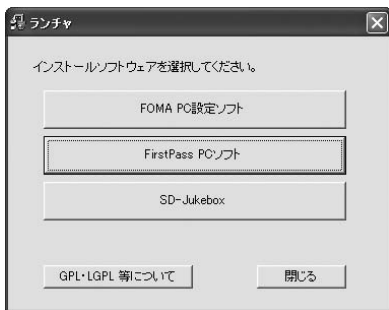 ランチャ
インストールソフトウェアを選択してください。
FOMA PC設定ソフト
FirstPass PCソフト
SD-Jukebox
GPL・LGPL 等について
閉じる